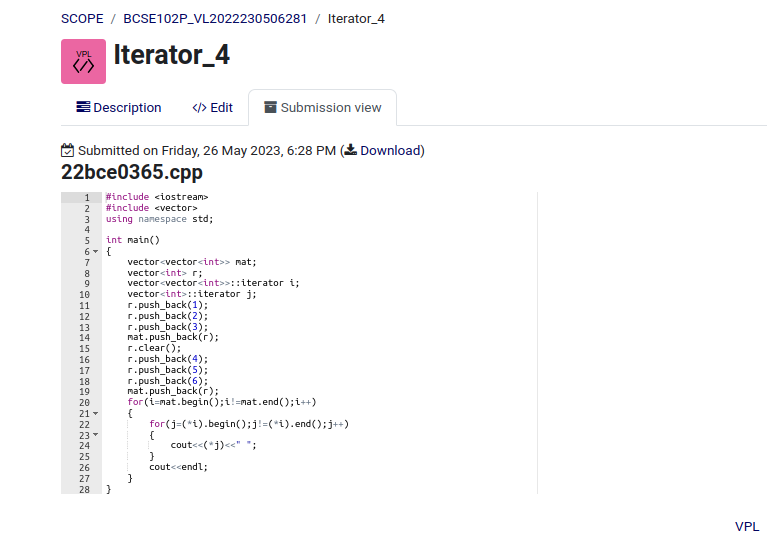 SCOPE / BCSE102P_VL2022230506281 / Iterator_4
VPL
</>
Iterator_4
Description </> Edit Submission view
Submitted on Friday, 26 May 2023, 6:28 PM ( Download)
22bce0365.cpp
1 #include <iostream>
2 #include <vector>
3 using namespace std;
4
5 int main()
6 {
7     vector<vector<int>> mat;
8     vector<int> r;
9     vector<vector<int>>::iterator i;
10     vector<int>::iterator j;
11     r.push_back(1);
12     r.push_back(2);
13     r.push_back(3);
14     mat.push_back(r);
15     r.clear();
16     r.push_back(4);
17     r.push_back(5);
18     r.push_back(6);
19     mat.push_back(r);
20     for(i=mat.begin();i!=mat.end();i++)
21     {
22         for(j=(*i).begin();j!=(*i).end();j++)
23         {
24             cout<<(*j)<<" ";
25         }
26         cout<<endl;
27     }
28 }
VPL